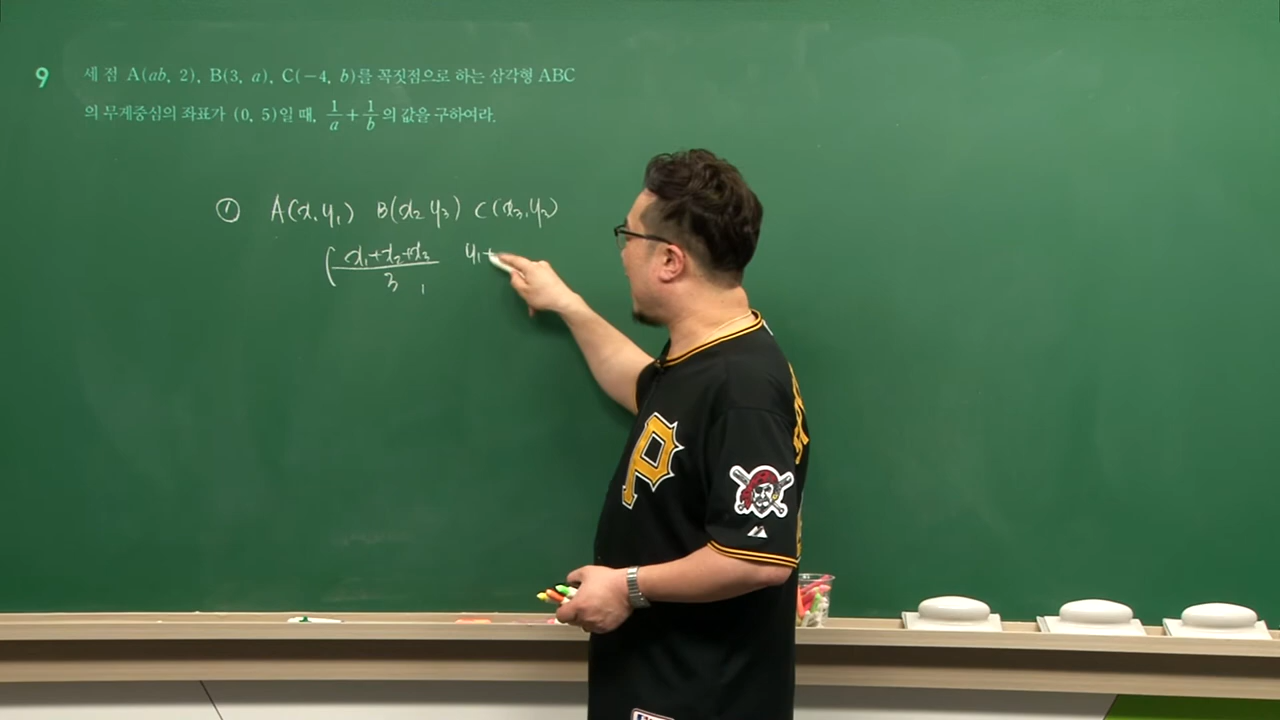 9 세 점 A(ab, 2), B(3, a), C(−4, b)를 꼭짓점으로 하는 삼각형 ABC
의 무게중심의 좌표가 (0, 5)일 때, 1/a + 1/b 의 값을 구하여라.
① A(x, y₁) B(x₂ y₃) C(x₃, y₂)
( (x₁+x₂+x₃)/3 , y₁+
P